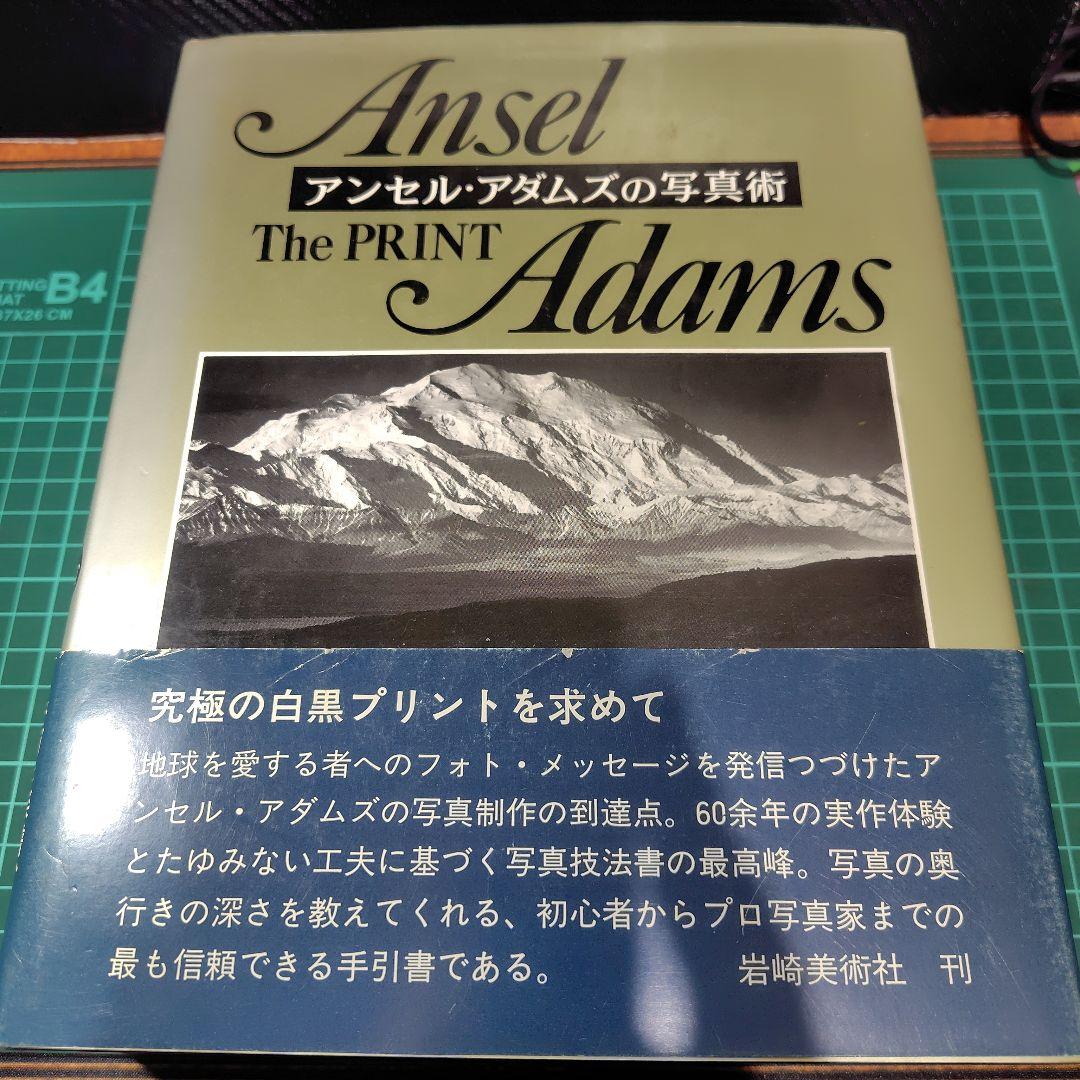 Ansel
アンセル・アダムズの写真術
The PRINT
Adams
B4
究極の白黒プリントを求めて
地球を愛する者へのフォト・メッセージを発信つづけたア
ンセル・アダムズの写真制作の到達点。60余年の実作体験
とたゆみない工夫に基づく写真技法書の最高峰。写真の奥
行きの深さを教えてくれる、初心者からプロ写真家までの
最も信頼できる手引書である。
岩崎美術社 刊